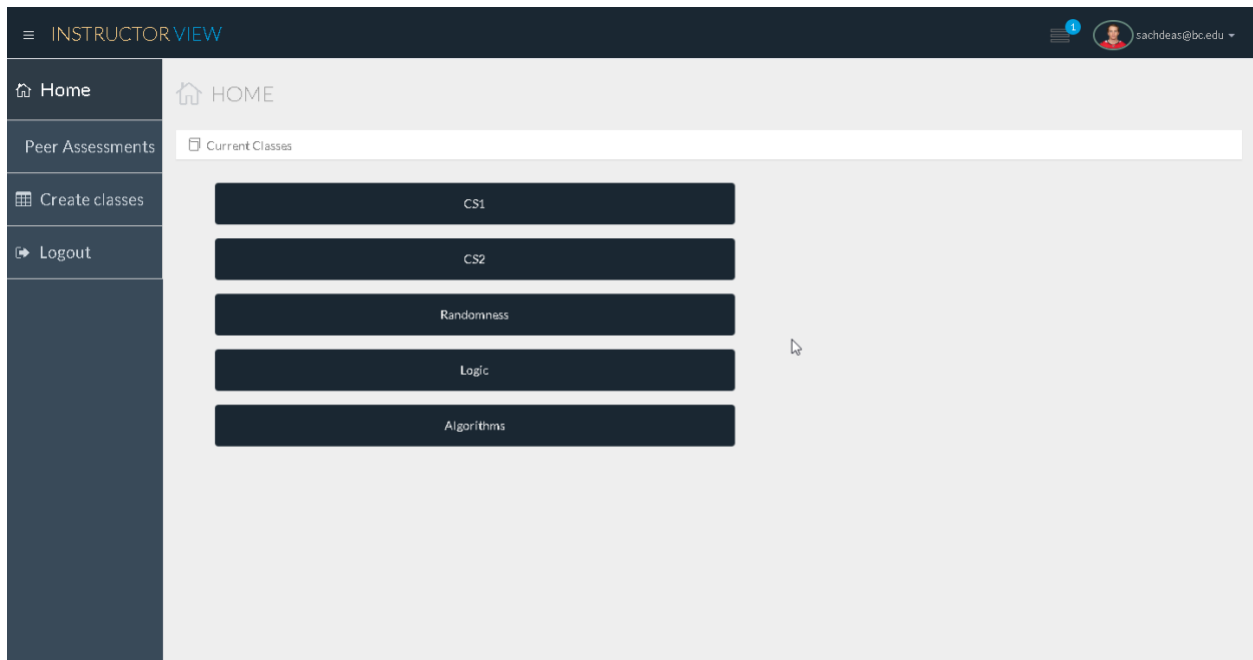 INSTRUCTOR VIEW
1
sachdeas@bc.edu
Home
Peer Assessments
Create classes
Logout
HOME
Current Classes
CS1
CS2
Randomness
Logic
Algorithms